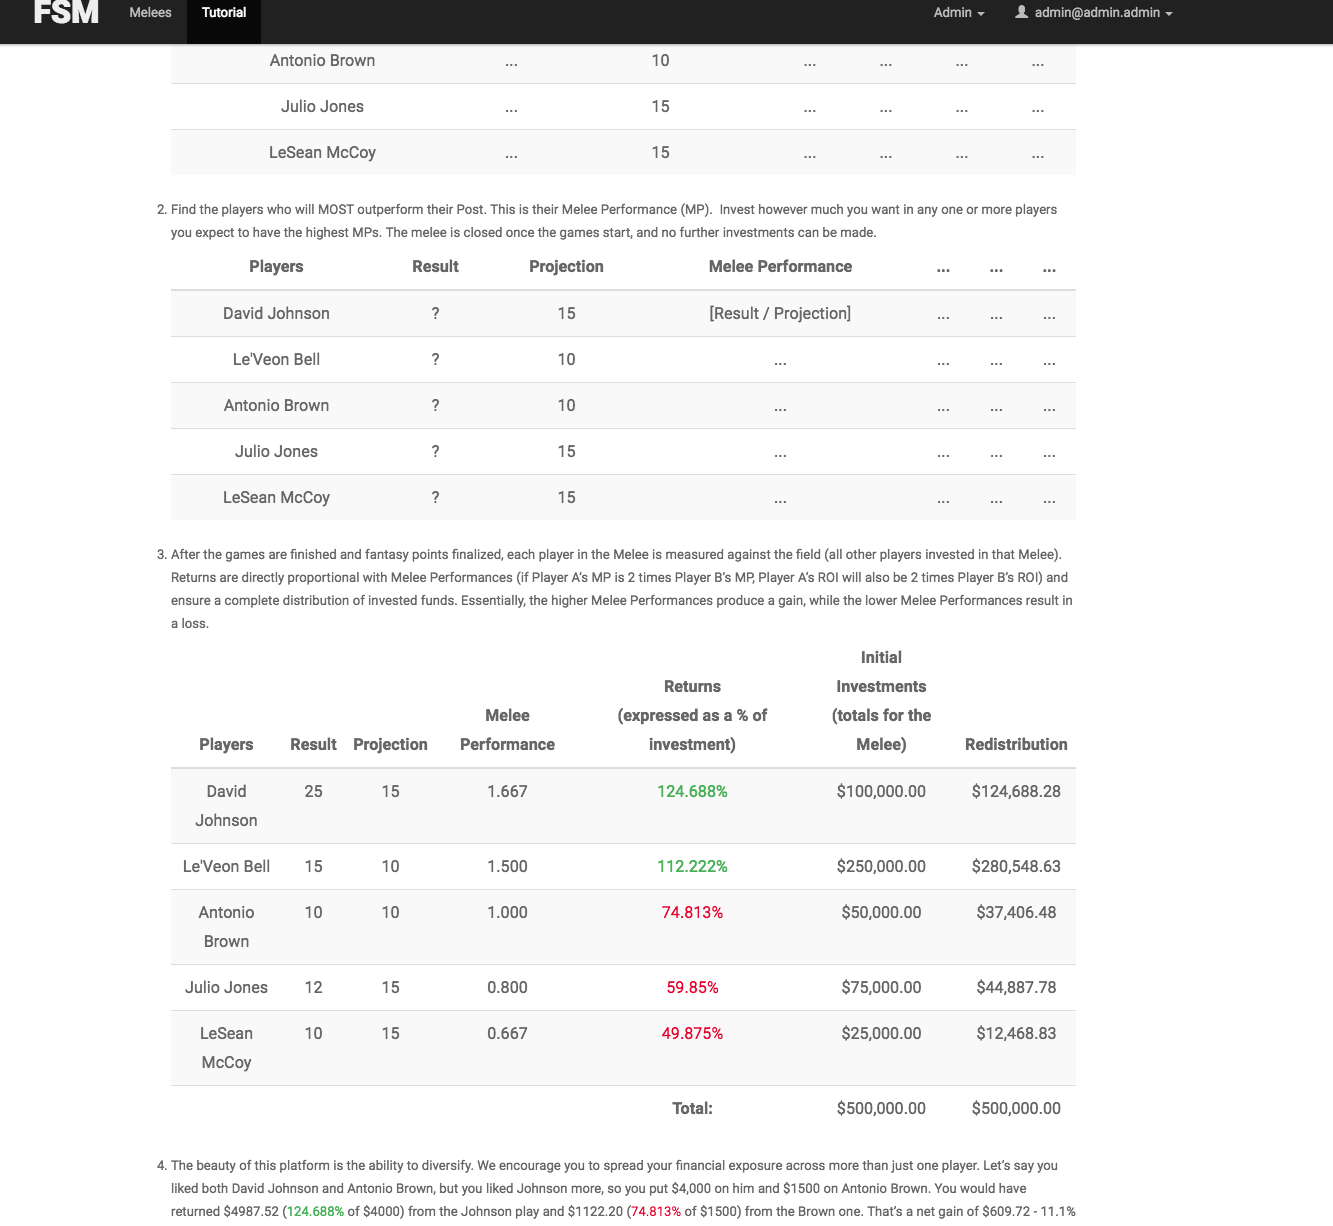 FSM Melees Tutorial Admin admin@admin.admin
Antonio Brown ... 10 ... ... ... ...
Julio Jones ... 15 ... ... ... ...
LeSean McCoy ... 15 ... ... ... ...
2. Find the players who will MOST outperform their Post. This is their Melee Performance (MP). Invest however much you want in any one or more players
you expect to have the highest MPs. The melee is closed once the games start, and no further investments can be made.
Players Result Projection Melee Performance ... ... ...
David Johnson ? 15 [Result / Projection] ... ... ...
Le'Veon Bell ? 10 ... ... ... ...
Antonio Brown ? 10 ... ... ... ...
Julio Jones ? 15 ... ... ... ...
LeSean McCoy ? 15 ... ... ... ...
3. After the games are finished and fantasy points finalized, each player in the Melee is measured against the field (all other players invested in that Melee).
Returns are directly proportional with Melee Performances (if Player A’s MP is 2 times Player B’s MP, Player A’s ROI will also be 2 times Player B’s ROI) and
ensure a complete distribution of invested funds. Essentially, the higher Melee Performances produce a gain, while the lower Melee Performances result in
a loss.
Initial
Returns Investments
Melee (expressed as a % of (totals for the
Players Result Projection Performance investment) Melee) Redistribution
David 25 15 1.667 124.688% $100,000.00 $124,688.28
Johnson
Le'Veon Bell 15 10 1.500 112.222% $250,000.00 $280,548.63
Antonio 10 10 1.000 74.813% $50,000.00 $37,406.48
Brown
Julio Jones 12 15 0.800 59.85% $75,000.00 $44,887.78
LeSean 10 15 0.667 49.875% $25,000.00 $12,468.83
McCoy
Total: $500,000.00 $500,000.00
4. The beauty of this platform is the ability to diversify. We encourage you to spread your financial exposure across more than just one player. Let’s say you
liked both David Johnson and Antonio Brown, but you liked Johnson more, so you put $4,000 on him and $1500 on Antonio Brown. You would have
returned $4987.52 (124.688% of $4000) from the Johnson play and $1122.20 (74.813% of $1500) from the Brown one. That’s a net gain of $609.72 - 11.1%